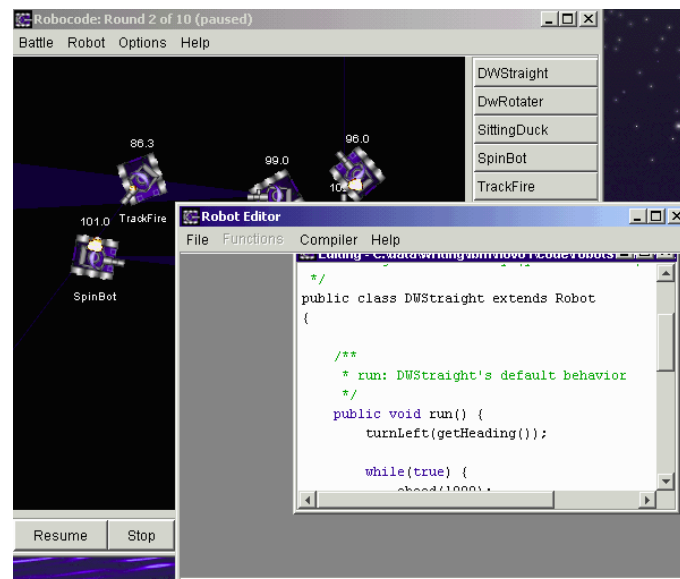 Robocode: Round 2 of 10 (paused)
Battle Robot Options Help
DWStraight
DwRotater
SittingDuck
SpinBot
TrackFire
86.3
99.0
96.0
TrackFire
101.0
SpinBot
Robot Editor
File Functions Compiler Help
*/
public class DWStraight extends Robot
{
/**
* run: DWStraight's default behavior
*/
public void run() {
turnLeft(getHeading());
while(true) {
ahead(1000);
Resume Stop